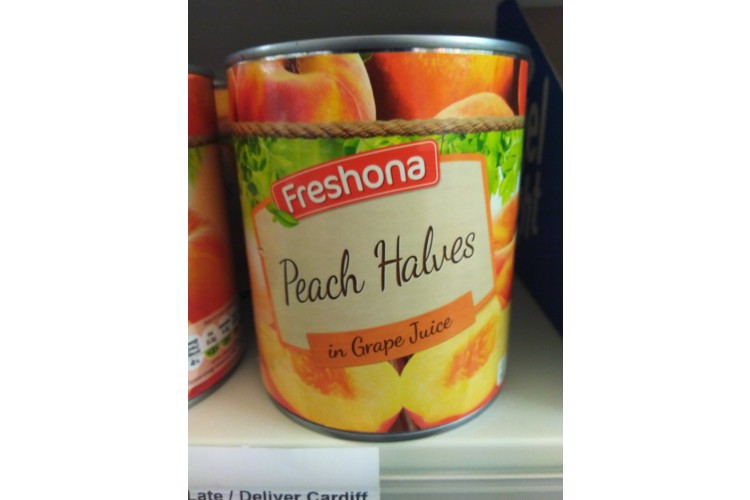 Freshona
Peach Halves
in Grape Juice
Late / Deliver Cardiff